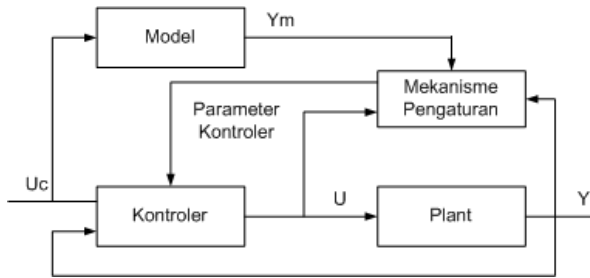 Ym
Model
Mekanisme
Pengaturan
Parameter
Kontroler
Uc
Kontroler
U
Plant
Y